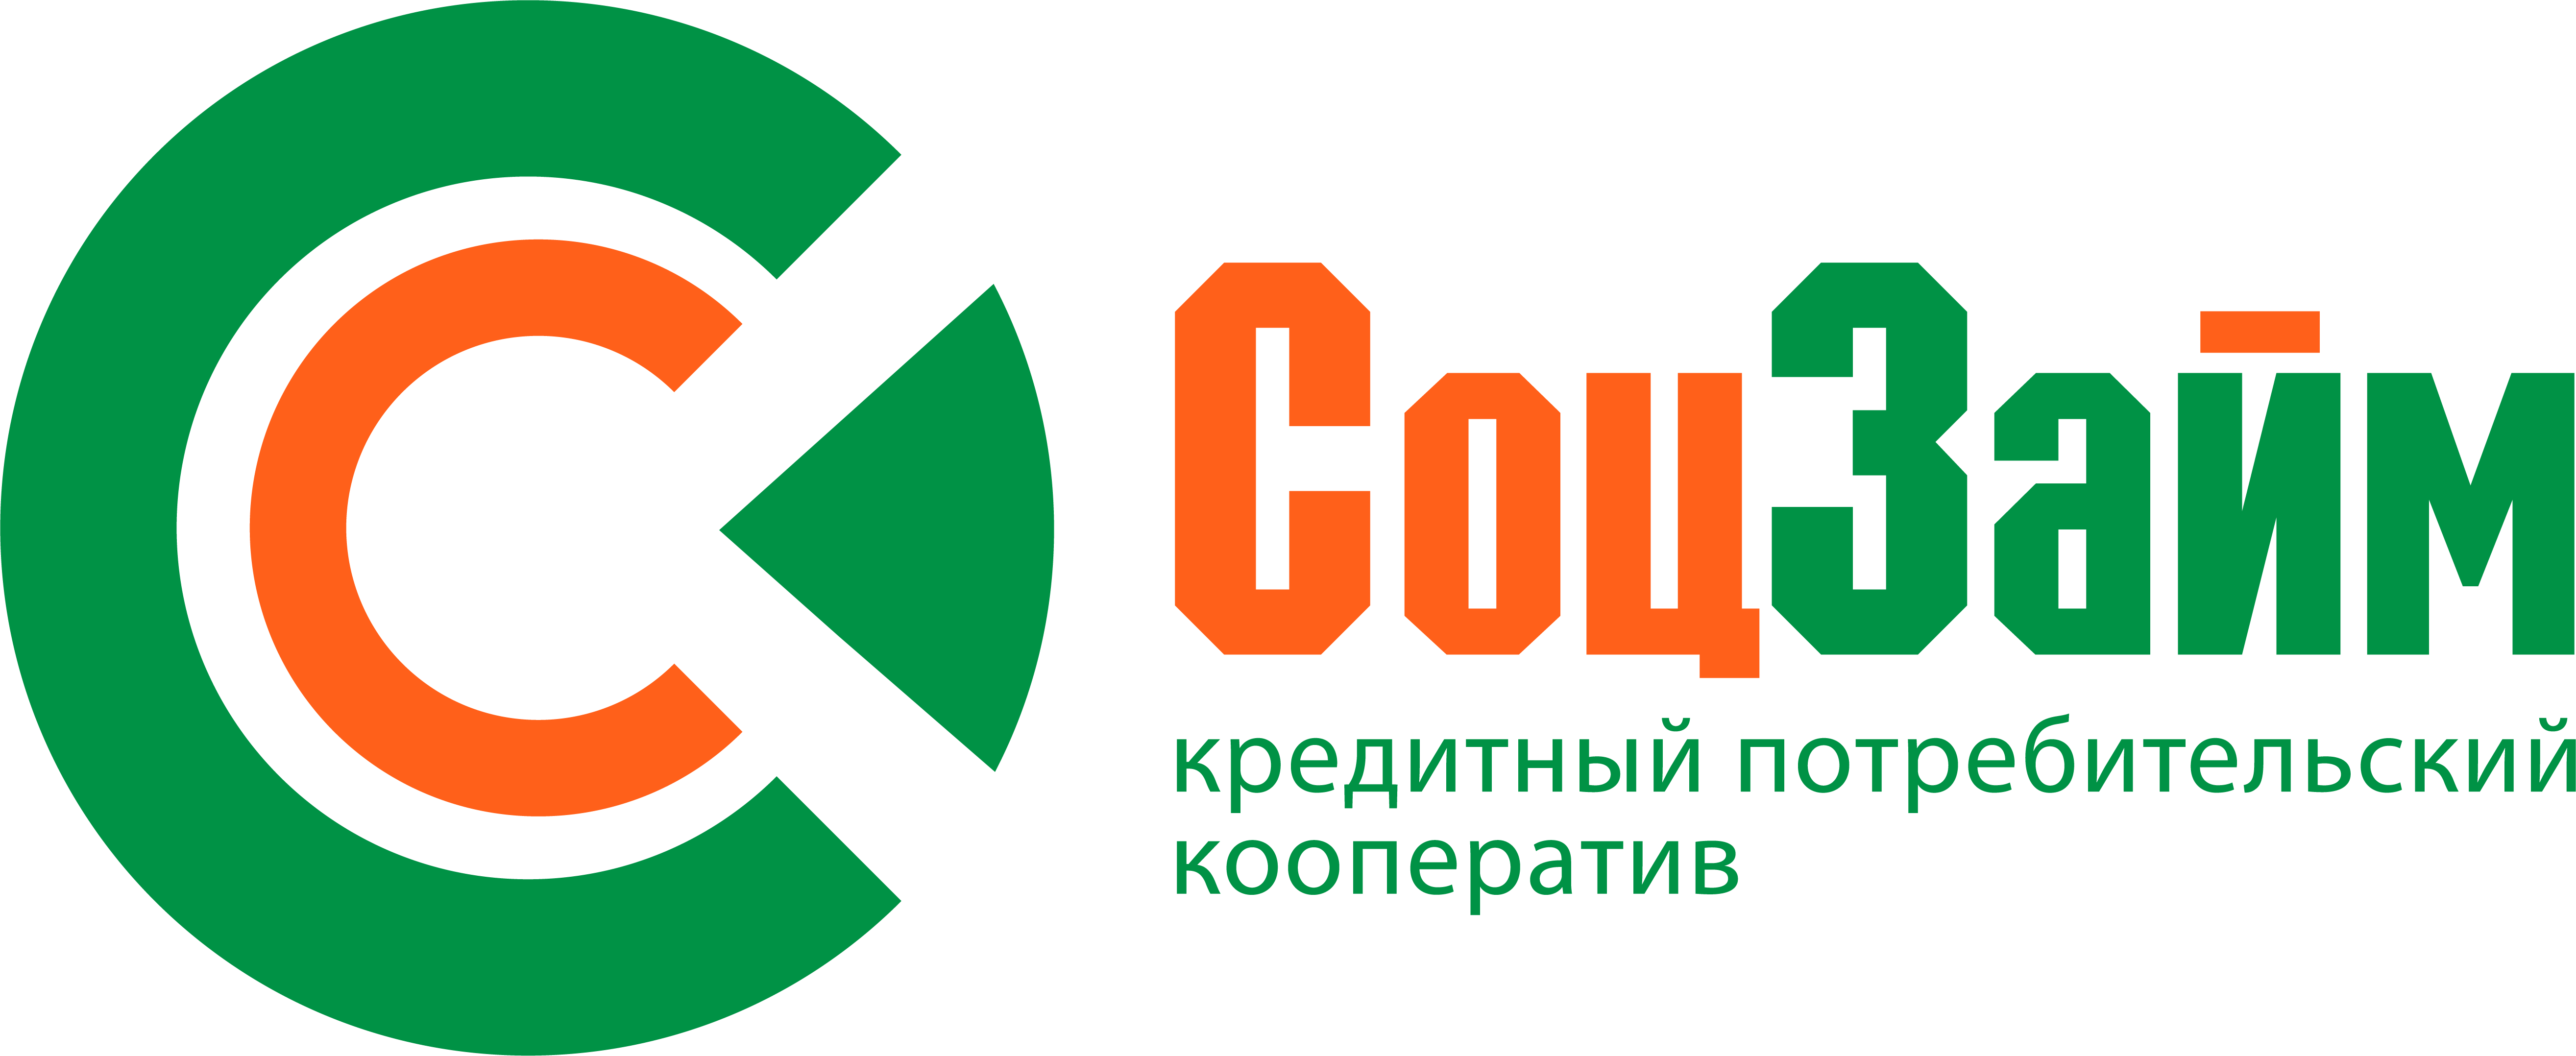 СоцЗайм
кредитный потребительский
кооператив